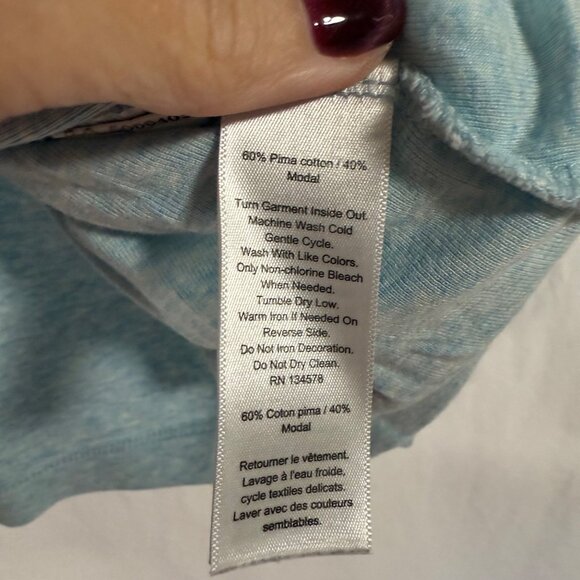 60% Pima cotton / 40%
Modal
Turn Garment Inside Out.
Machine Wash Cold
Gentle Cycle.
Wash With Like Colors.
Only Non-chlorine Bleach
When Needed.
Tumble Dry Low.
Warm Iron If Needed On
Reverse Side.
Do Not Iron Decoration.
Do Not Dry Clean.
RN 134578
60% Coton pima / 40%
Modal
Retourner le vêtement.
Lavage à l'eau froide,
cycle textiles delicats.
Laver avec des couleurs
semblables.